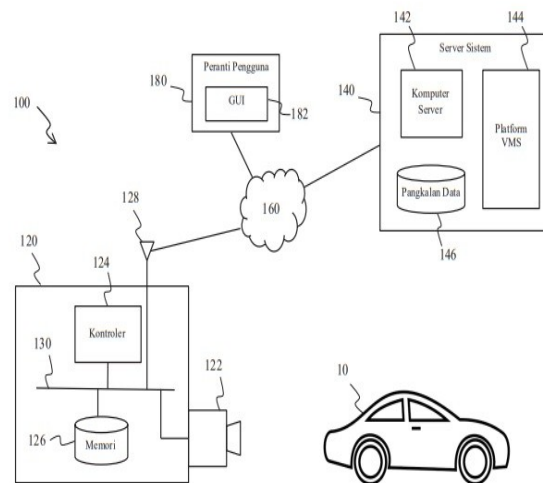 142
144
Server Sistem
Peranti Pengguna
180
GUI
182
140
Komputer
Server
Platform
VMS
100
Pangkalan Data
146
128
160
120
124
Kontroler
130
122
10
126
Memori